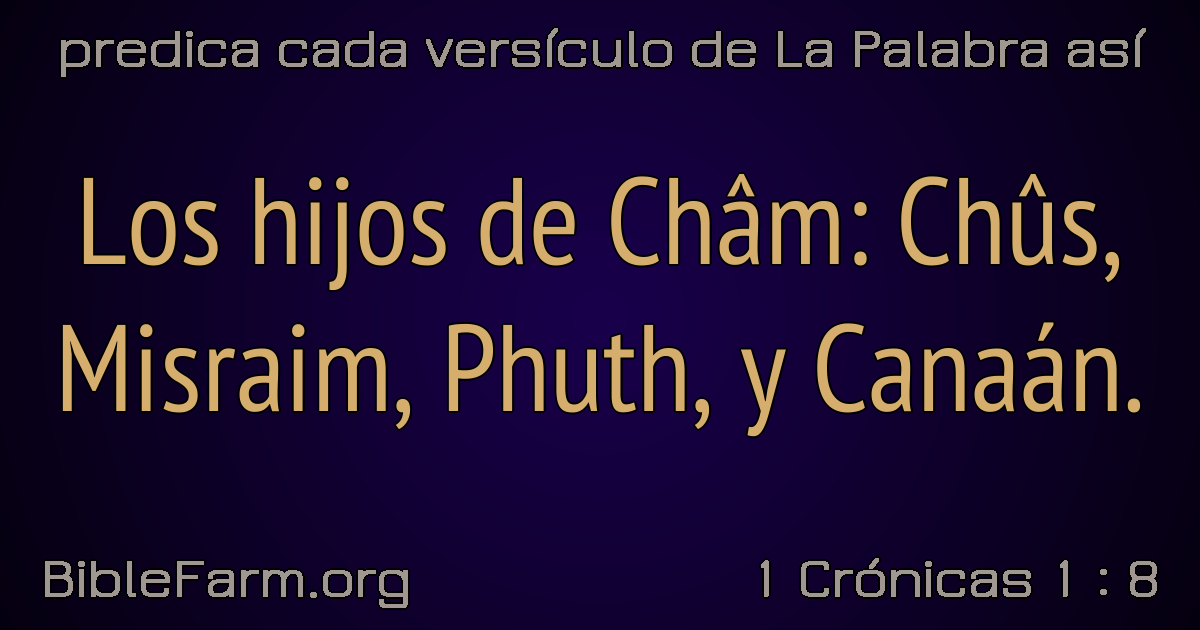 predica cada versículo de La Palabra así
Los hijos de Châm: Chûs,
Misraim, Phuth, y Canaán.
BibleFarm.org
1 Crónicas 1 : 8